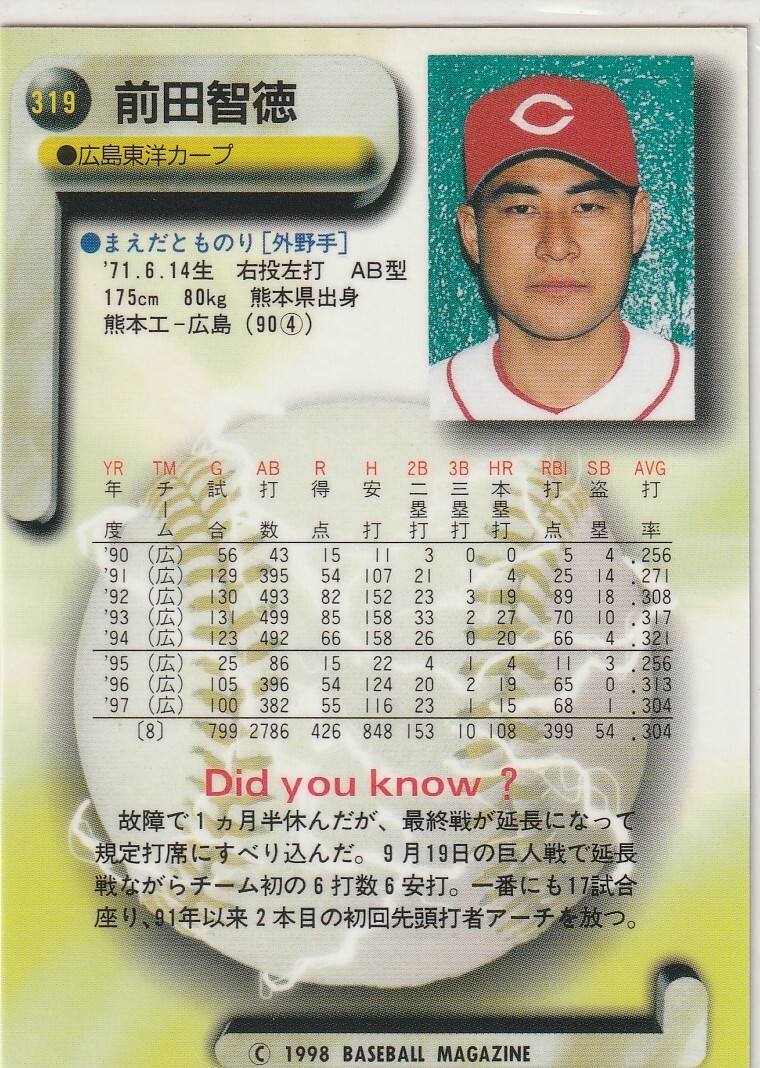 319 前田智徳
●広島東洋カープ
●まえだとものり[外野手]
'71.6.14生 右投左打 AB型
175cm 80kg 熊本県出身
熊本工－広島(90④)
YR TM G AB R H 2B 3B HR RBI SB AVG
年度 チーム 試合 打数 得点 安打 二塁打 三塁打 本塁打 打点 盗塁 打率
'90 (広) 56 43 15 11 3 0 0 5 4 .256
'91 (広) 129 395 54 107 21 1 4 25 14 .271
'92 (広) 130 493 82 152 23 3 19 89 18 .308
'93 (広) 131 499 85 158 33 2 27 70 10 .317
'94 (広) 123 492 66 158 26 0 20 66 4 .321
'95 (広) 25 86 15 22 4 1 4 11 3 .256
'96 (広) 105 396 54 124 20 2 19 65 0 .313
'97 (広) 100 382 55 116 23 1 15 68 1 .304
〔8〕 799 2786 426 848 153 10 108 399 54 .304
Did you know ?
故障で1ヵ月半休んだが、最終戦が延長になって
規定打席にすべり込んだ。9月19日の巨人戦で延長
戦ながらチーム初の6打数6安打。一番にも17試合
座り、91年以来2本目の初回先頭打者アーチを放つ。
© 1998 BASEBALL MAGAZINE